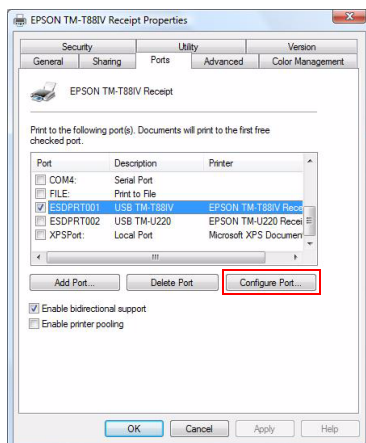 EPSON TM-T88IV Receipt Properties
Security Utility Version
General Sharing Ports Advanced Color Management
EPSON TM-T88IV Receipt
Print to the following port(s). Documents will print to the first free
checked port.
Port Description Printer
COM4: Serial Port
FILE: Print to File
ESDPRT001 USB TM-T88IV EPSON TM-T88IV Rece
ESDPRT002 USB TM-U220 EPSON TM-U220 Recei
XPSPort: Local Port Microsoft XPS Documen
Add Port... Delete Port Configure Port...
Enable bidirectional support
Enable printer pooling
OK Cancel Apply Help